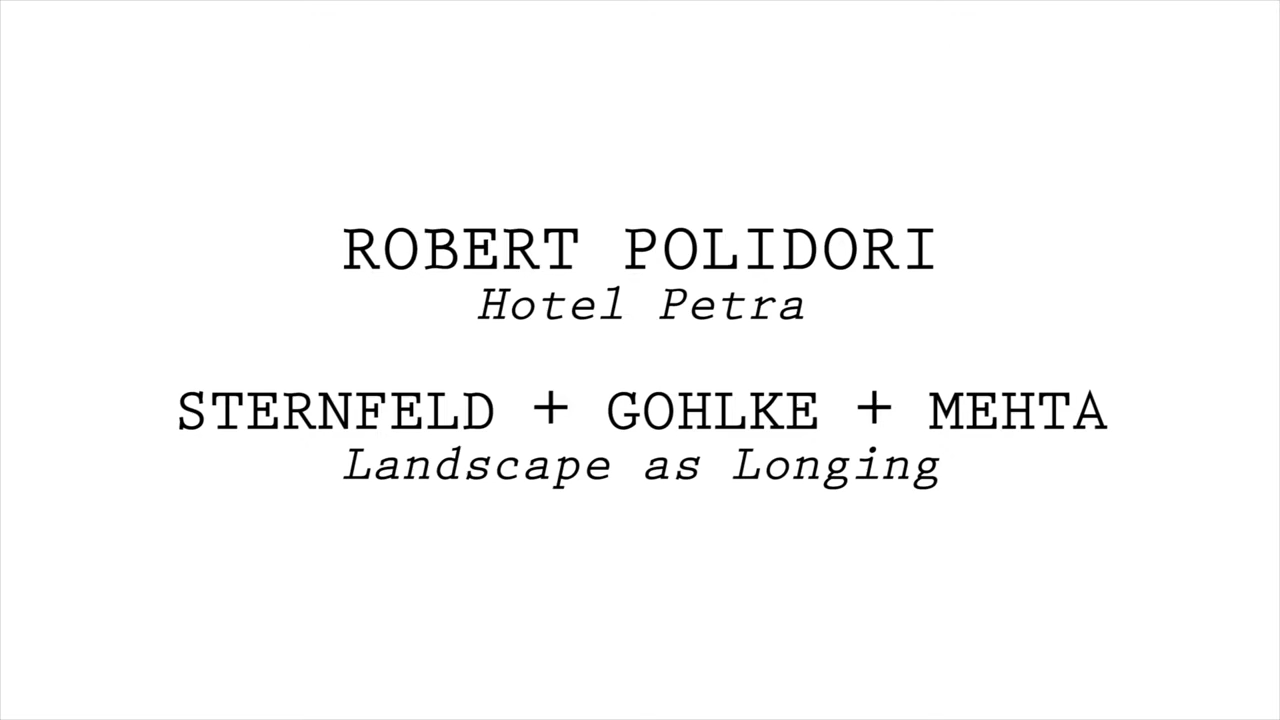 ROBERT POLIDORI
Hotel Petra
STERNFELD + GOHLKE + MEHTA
Landscape as Longing